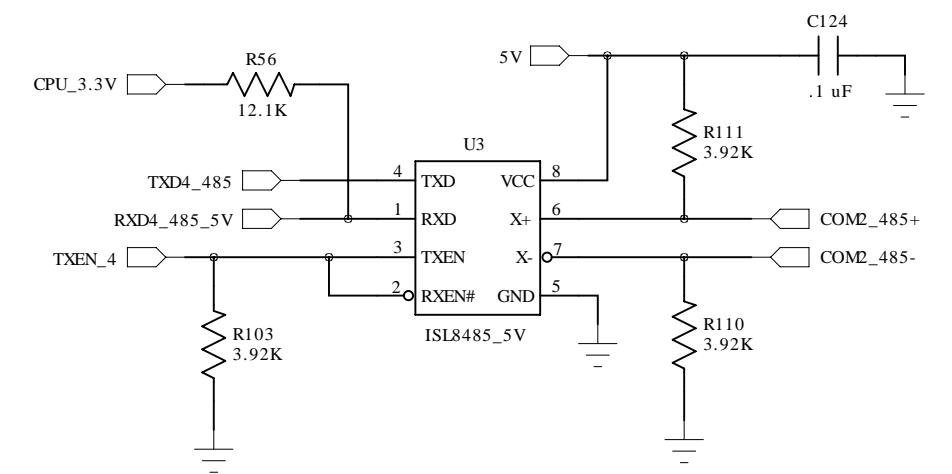 C124
5V
.1 uF
R56
CPU_3.3V
12.1K
R111
3.92K
U3
TXD4_485
4
TXD
VCC
8
RXD4_485_5V
1
RXD
X+
6
COM2_485+
TXEN_4
3
TXEN
X-
7
COM2_485-
2
RXEN#
GND
5
R103
3.92K
ISL8485_5V
R110
3.92K